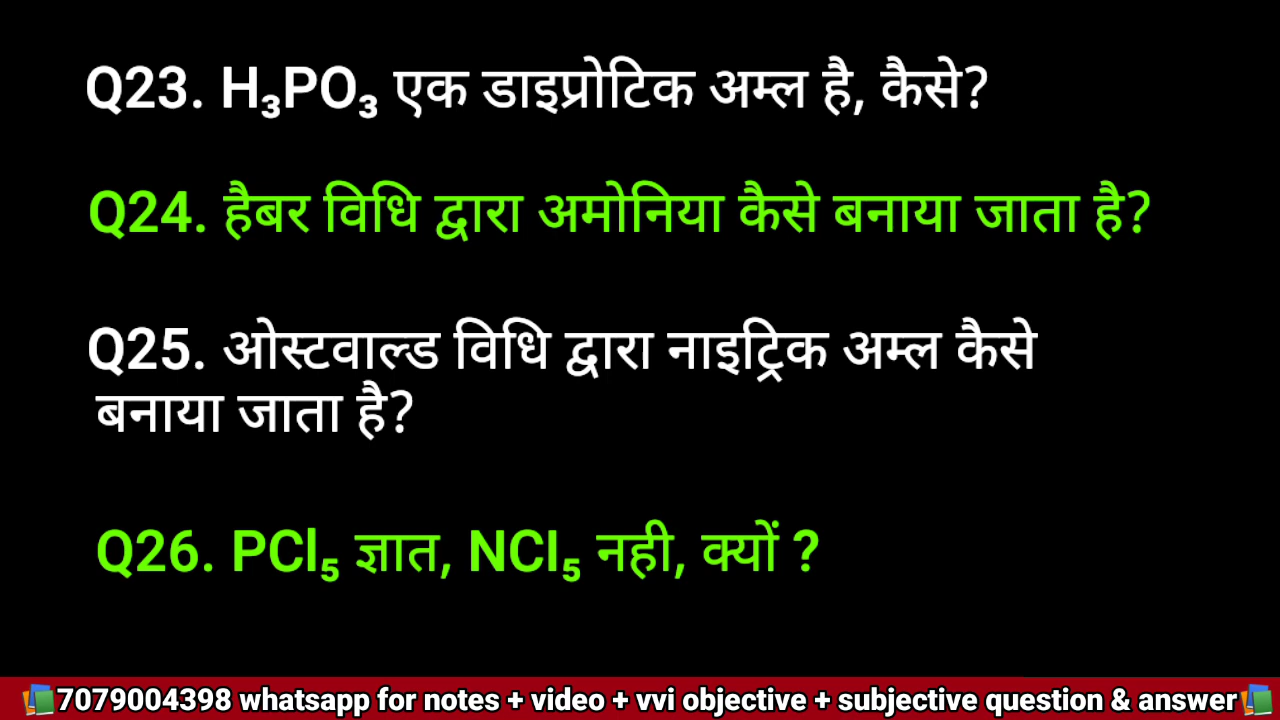 Q23. H₃PO₃ एक डाइप्रोटिक अम्ल है, कैसे?
Q24. हैबर विधि द्वारा अमोनिया कैसे बनाया जाता है?
Q25. ओस्टवाल्ड विधि द्वारा नाइट्रिक अम्ल कैसे
बनाया जाता है?
Q26. PCl₅ ज्ञात, NCI₅ नही, क्यों ?
7079004398 whatsapp for notes + video + vvi objective + subjective question & answer